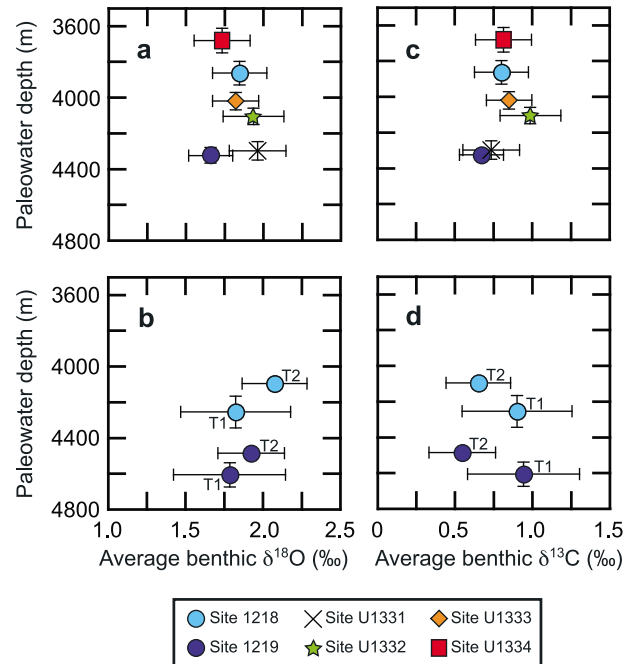 3600
4000
4400
4800
Paleowater depth (m)
a
c
3600
4000
4400
4800
Paleowater depth (m)
b
T2
T1
T2
T1
d
T2
T1
T2
T1
1.0 1.5 2.0 2.5
0 0.5 1.0 1.5
Average benthic δ¹⁸O (‰)
Average benthic δ¹³C (‰)
Site 1218 Site U1331 Site U1333
Site 1219 Site U1332 Site U1334